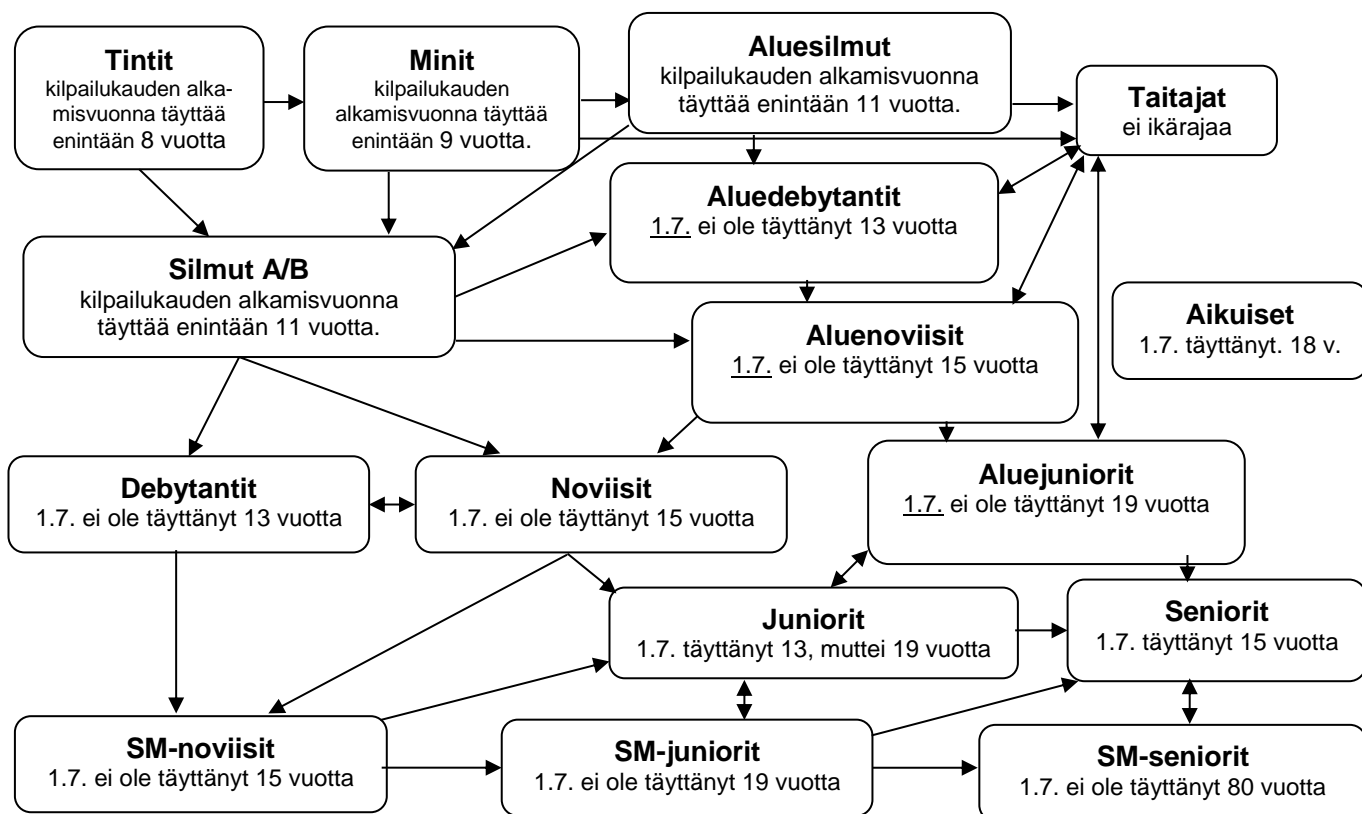 Tintit
kilpailukauden alka-
misvuonna täyttää
enintään 8 vuotta
Minit
kilpailukauden
alkamisvuonna täyttää
enintään 9 vuotta.
Aluesilmut
kilpailukauden alkamisvuonna
täyttää enintään 11 vuotta.
Taitajat
ei ikärajaa
Aluedebytantit
1.7. ei ole täyttänyt 13 vuotta
Silmut A/B
kilpailukauden alkamisvuonna
täyttää enintään 11 vuotta.
Aluenoviisit
1.7. ei ole täyttänyt 15 vuotta
Aikuiset
1.7. täyttänyt. 18 v.
Debytantit
1.7. ei ole täyttänyt 13 vuotta
Noviisit
1.7. ei ole täyttänyt 15 vuotta
Aluejuniorit
1.7. ei ole täyttänyt 19 vuotta
Juniorit
1.7. täyttänyt 13, muttei 19 vuotta
Seniorit
1.7. täyttänyt 15 vuotta
SM-noviisit
1.7. ei ole täyttänyt 15 vuotta
SM-juniorit
1.7. ei ole täyttänyt 19 vuotta
SM-seniorit
1.7. ei ole täyttänyt 80 vuotta